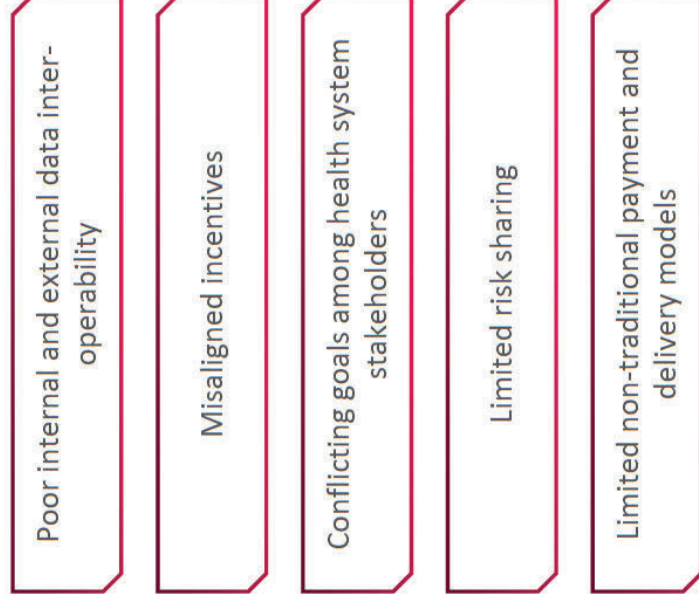 Poor internal and external data inter-
operability
Misaligned incentives
Conflicting goals among health system
stakeholders
Limited risk sharing
Limited non-traditional payment and
delivery models